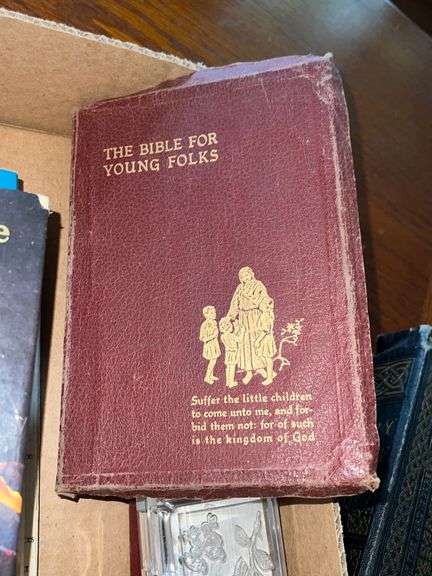 THE BIBLE FOR
YOUNG FOLKS
Suffer the little children
to come unto me, and for-
bid them not: for of such
is the kingdom of God
e